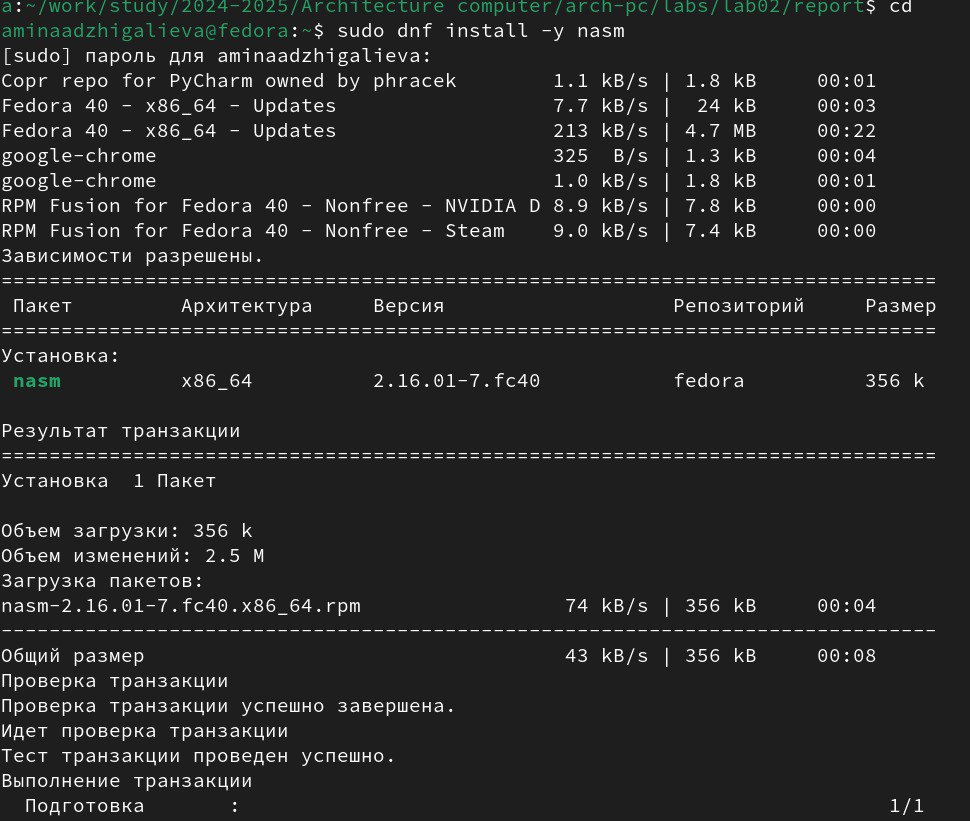 a:~/work/study/2024-2025/Architecture computer/arch-pc/labs/lab02/report$ cd
aminaadzhigalieva@fedora:~$ sudo dnf install -y nasm
[sudo] пароль для aminaadzhigalieva:
Copr repo for PyCharm owned by phracek        1.1 kB/s | 1.8 kB     00:01
Fedora 40 - x86_64 - Updates                  7.7 kB/s |  24 kB     00:03
Fedora 40 - x86_64 - Updates                  213 kB/s | 4.7 MB     00:22
google-chrome                                 325  B/s | 1.3 kB     00:04
google-chrome                                 1.0 kB/s | 1.8 kB     00:01
RPM Fusion for Fedora 40 - Nonfree - NVIDIA D 8.9 kB/s | 7.8 kB     00:00
RPM Fusion for Fedora 40 - Nonfree - Steam    9.0 kB/s | 7.4 kB     00:00
Зависимости разрешены.
==============================================================================
 Пакет         Архитектура     Версия                   Репозиторий     Размер
==============================================================================
Установка:
 nasm          x86_64          2.16.01-7.fc40           fedora          356 k
Результат транзакции
==============================================================================
Установка  1 Пакет
Объем загрузки: 356 k
Объем изменений: 2.5 M
Загрузка пакетов:
nasm-2.16.01-7.fc40.x86_64.rpm                 74 kB/s | 356 kB     00:04
------------------------------------------------------------------------------
Общий размер                                   43 kB/s | 356 kB     00:08
Проверка транзакции
Проверка транзакции успешно завершена.
Идет проверка транзакции
Тест транзакции проведен успешно.
Выполнение транзакции
  Подготовка       :                                                      1/1